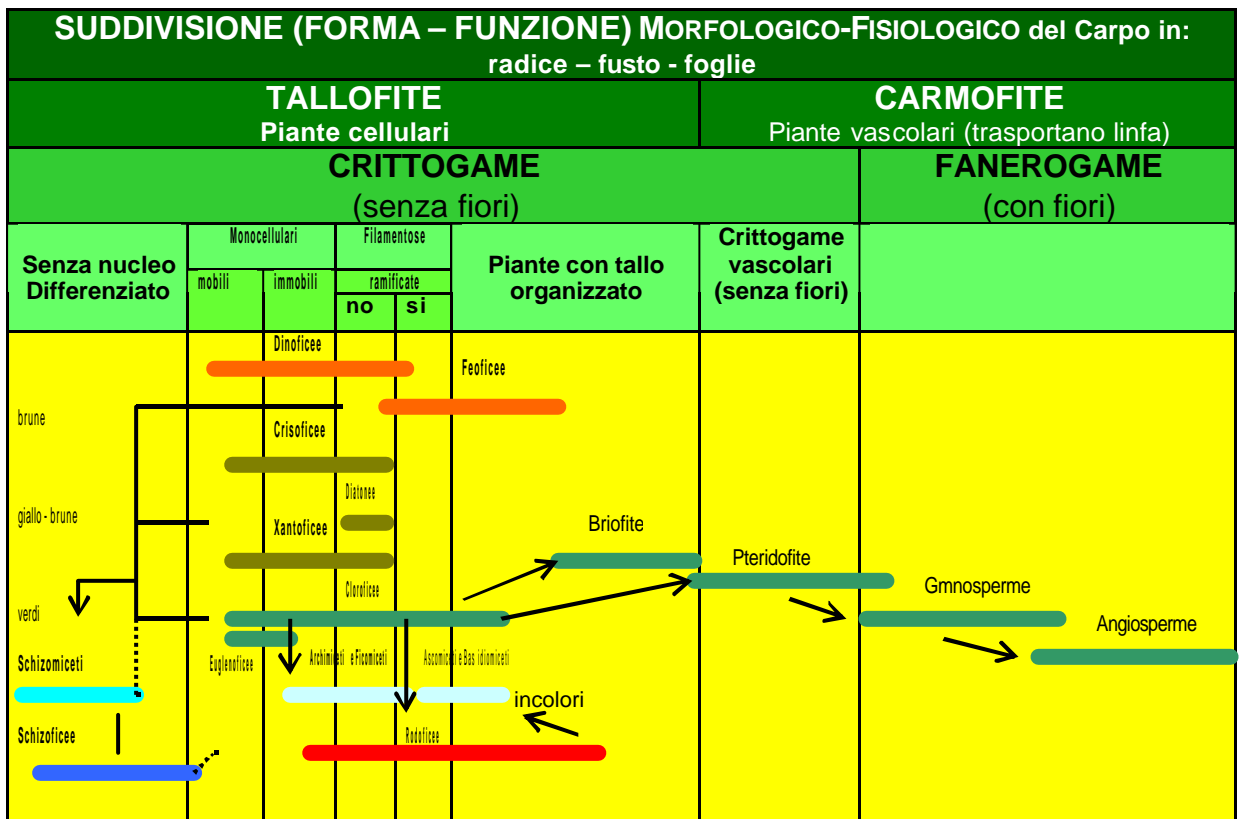 SUDDIVISIONE (FORMA – FUNZIONE) MORFOLOGICO-FISIOLOGICO del Carpo in:
radice – fusto - foglie
TALLOFITE
Piante cellulari
CARMOFITE
Piante vascolari (trasportano linfa)
CRITTOGAME
(senza fiori)
FANEROGAME
(con fiori)
Senza nucleo
Differenziato
Monocellulari
mobili
immobili
Filamentose
ramificate
no
si
Piante con tallo
organizzato
Crittogame
vascolari
(senza fiori)
Dinoficee
Feoficee
brune
Crisoficee
Diatonee
giallo - brune
Xantoficee
Briofite
Pteridofite
Cloroficee
Gmnosperme
verdi
Angiosperme
Schizomiceti
Euglenoficee
Archimiceti e Ficomiceti
Ascomiceti e Bas idiomiceti
incolori
Schizoficee
Rodoficee